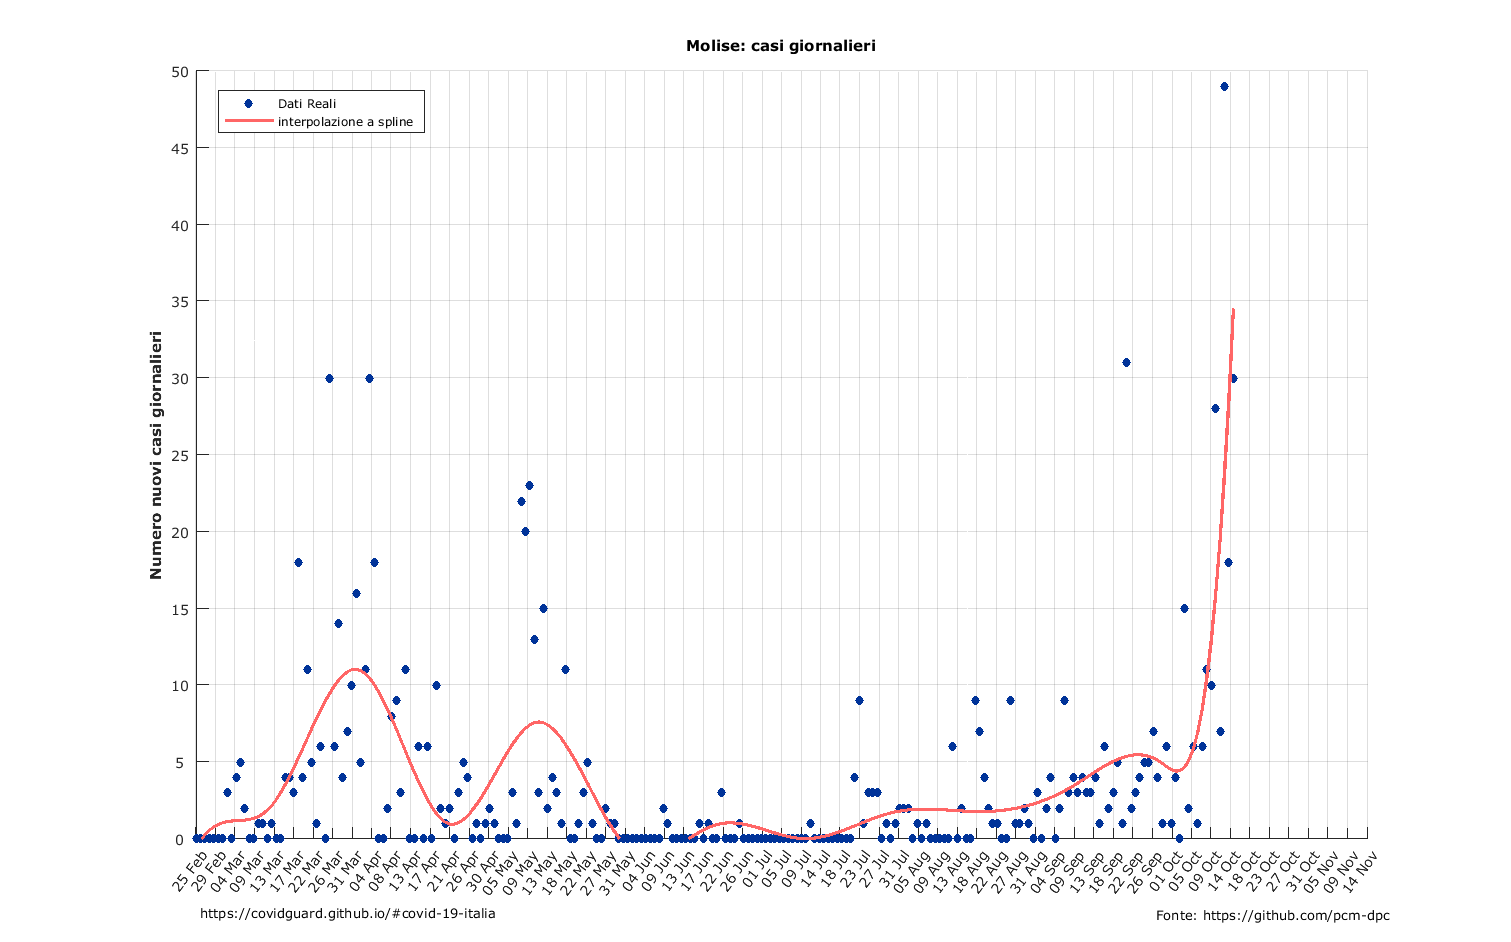 Molise: casi giornalieri
Dati Reali
interpolazione a spline
Numero nuovi casi giornalieri
50
45
40
35
30
25
20
15
10
5
0
25 Feb
29 Feb
04 Mar
09 Mar
13 Mar
17 Mar
22 Mar
26 Mar
31 Mar
04 Apr
08 Apr
13 Apr
17 Apr
21 Apr
26 Apr
30 Apr
05 May
09 May
13 May
18 May
22 May
27 May
31 May
04 Jun
09 Jun
13 Jun
17 Jun
22 Jun
26 Jun
01 Jul
05 Jul
09 Jul
14 Jul
18 Jul
23 Jul
27 Jul
31 Jul
05 Aug
09 Aug
13 Aug
18 Aug
22 Aug
27 Aug
31 Aug
04 Sep
09 Sep
13 Sep
18 Sep
22 Sep
26 Sep
01 Oct
05 Oct
09 Oct
14 Oct
18 Oct
23 Oct
27 Oct
31 Oct
05 Nov
09 Nov
14 Nov
https://covidguard.github.io/#covid-19-italia
Fonte: https://github.com/pcm-dpc